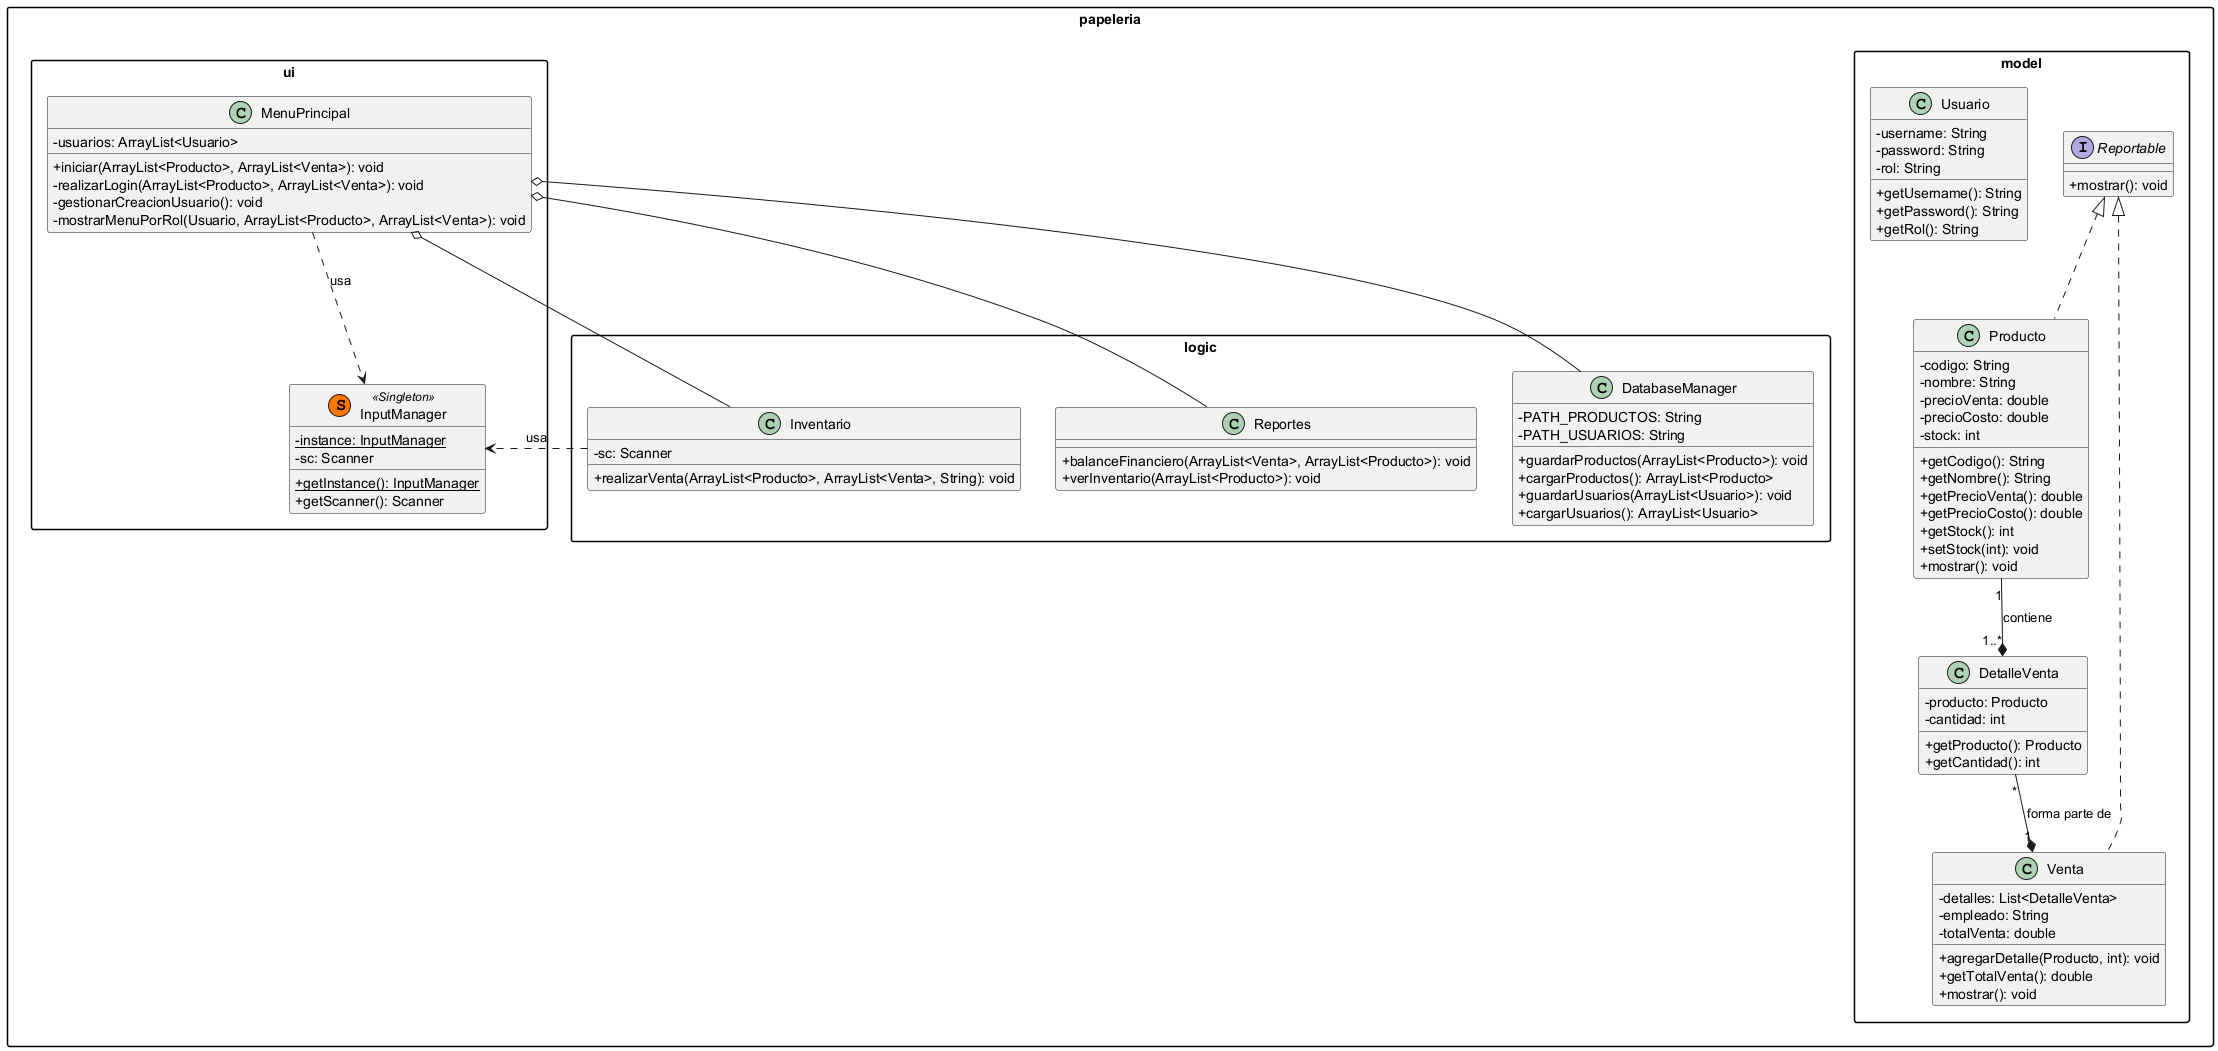 papeleria
ui
C MenuPrincipal
-usuarios: ArrayList<Usuario>
+iniciar(ArrayList<Producto>, ArrayList<Venta>): void
-realizarLogin(ArrayList<Producto>, ArrayList<Venta>): void
-gestionarCreacionUsuario(): void
-mostrarMenuPorRol(Usuario, ArrayList<Producto>, ArrayList<Venta>): void
usa
S «Singleton»
InputManager
-instance: InputManager
-sc: Scanner
+getInstance(): InputManager
+getScanner(): Scanner
usa
logic
C Inventario
-sc: Scanner
+realizarVenta(ArrayList<Producto>, ArrayList<Venta>, String): void
C Reportes
+balanceFinanciero(ArrayList<Venta>, ArrayList<Producto>): void
+verInventario(ArrayList<Producto>): void
C DatabaseManager
-PATH_PRODUCTOS: String
-PATH_USUARIOS: String
+guardarProductos(ArrayList<Producto>): void
+cargarProductos(): ArrayList<Producto>
+guardarUsuarios(ArrayList<Usuario>): void
+cargarUsuarios(): ArrayList<Usuario>
model
C Usuario
-username: String
-password: String
-rol: String
+getUsername(): String
+getPassword(): String
+getRol(): String
I Reportable
+mostrar(): void
C Producto
-codigo: String
-nombre: String
-precioVenta: double
-precioCosto: double
-stock: int
+getCodigo(): String
+getNombre(): String
+getPrecioVenta(): double
+getPrecioCosto(): double
+getStock(): int
+setStock(int): void
+mostrar(): void
1
contiene
1..*
C DetalleVenta
-producto: Producto
-cantidad: int
+getProducto(): Producto
+getCantidad(): int
*
forma parte de
1
C Venta
-detalles: List<DetalleVenta>
-empleado: String
-totalVenta: double
+agregarDetalle(Producto, int): void
+getTotalVenta(): double
+mostrar(): void